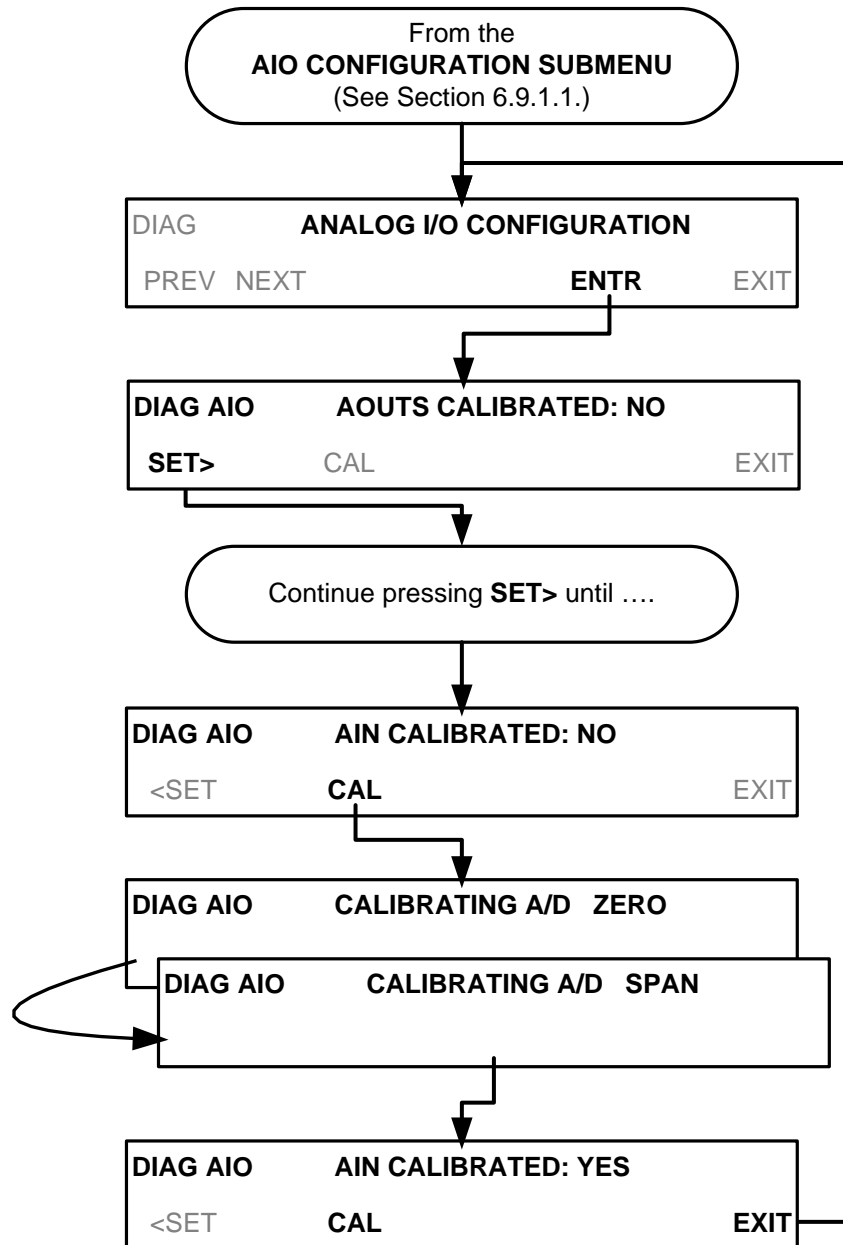 From the
AIO CONFIGURATION SUBMENU
(See Section 6.9.1.1.)
DIAG ANALOG I/O CONFIGURATION
PREV NEXT ENTR EXIT
DIAG AIO AOUTS CALIBRATED: NO
SET> CAL EXIT
Continue pressing SET> until ….
DIAG AIO AIN CALIBRATED: NO
<SET CAL EXIT
DIAG AIO CALIBRATING A/D ZERO
DIAG AIO CALIBRATING A/D SPAN
DIAG AIO AIN CALIBRATED: YES
<SET CAL EXIT